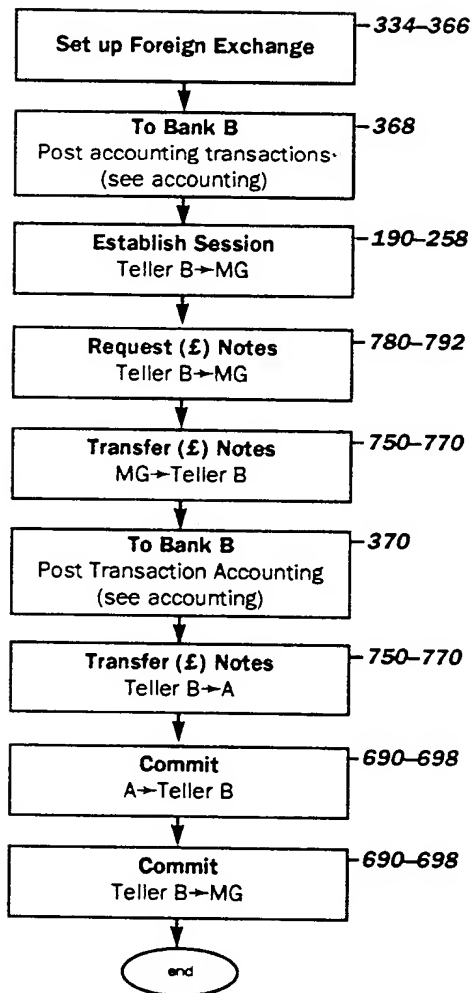 Set up Foreign Exchange
334–366
To Bank B
368
Post accounting transactions
(see accounting)
Establish Session
190–258
Teller B→MG
Request (£) Notes
780–792
Teller B→MG
Transfer (£) Notes
750–770
MG→Teller B
To Bank B
370
Post Transaction Accounting
(see accounting)
Transfer (£) Notes
750–770
Teller B→A
Commit
690–698
A→Teller B
Commit
690–698
Teller B→MG
end